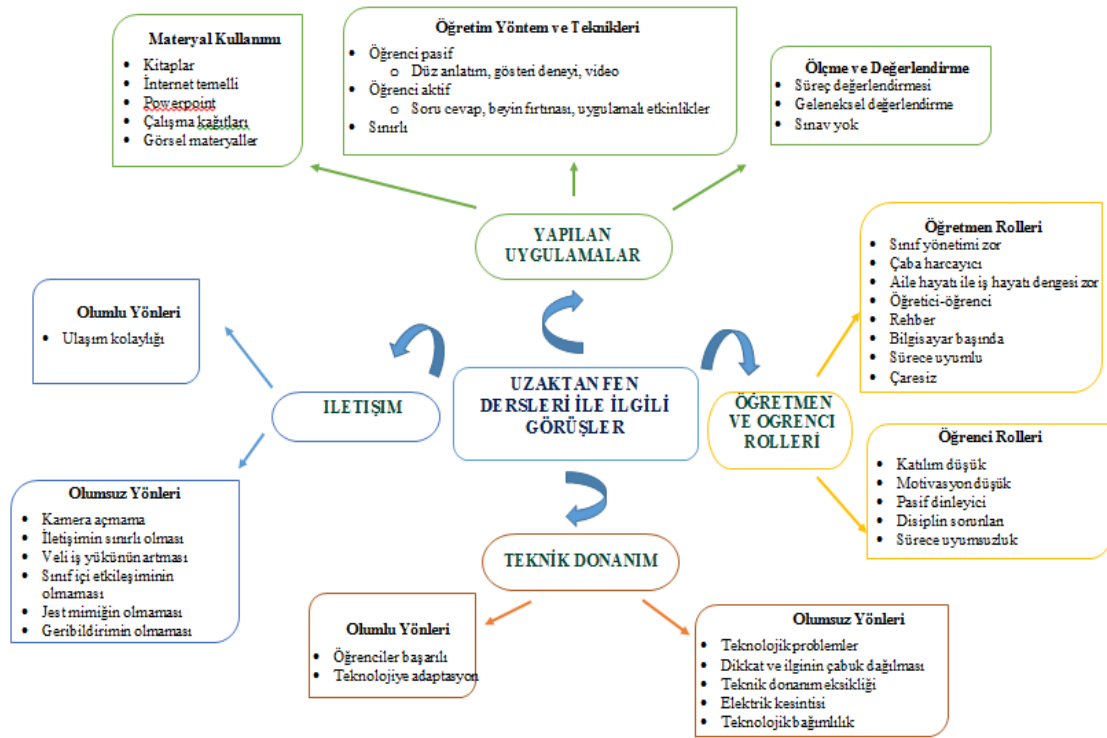 Materyal Kullanımı
Kitaplar
İnternet temelli
Powerpoint
Çalışma kağıtları
Görsel materyaller
Öğretim Yöntem ve Teknikleri
Öğrenci pasif
Düz anlatım, gösteri deneyi, video
Öğrenci aktif
Soru cevap, beyin fırtınası, uygulamalı etkinlikler
Sınırlı
Ölçme ve Değerlendirme
Süreç değerlendirmesi
Geleneksel değerlendirme
Sınav yok
YAPILAN
UYGULAMALAR
Öğretmen Rolleri
Sınıf yönetimi zor
Çaba harcayıcı
Aile hayatı ile iş hayatı dengesi zor
Öğretici-öğrenci
Rehber
Bilgisayar başında
Sürece uyumlu
Çaresiz
Olumlu Yönleri
Ulaşım kolaylığı
ILETIŞIM
UZAKTAN FEN
DERSLERİ İLE İLGİLİ
GÖRÜŞLER
ÖĞRETMEN
VE OGRENCI
ROLLERİ
Öğrenci Rolleri
Katılım düşük
Motivasyon düşük
Pasif dinleyici
Disiplin sorunları
Sürece uyumsuzluk
Olumsuz Yönleri
Kamera açmama
İletişimin sınırlı olması
Veli iş yükünün artması
Sınıf içi etkileşiminin
olmaması
Jest mimiğin olmaması
Geribildirimin olmaması
TEKNİK DONANIM
Olumlu Yönleri
Öğrenciler başarılı
Teknolojiye adaptasyon
Olumsuz Yönleri
Teknolojik problemler
Dikkat ve ilginin çabuk dağılması
Teknik donanım eksikliği
Elektrik kesintisi
Teknolojik bağımlılık